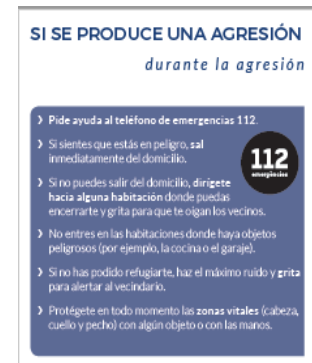 SI SE PRODUCE UNA AGRESIÓN
durante la agresión
❯ Pide ayuda al teléfono de emergencias 112.
❯ Si sientes que estás en peligro, sal
inmediatamente del domicilio.
112
emergències
❯ Si no puedes salir del domicilio, dirígete
hacia alguna habitación donde puedas
encerrarte y grita para que te oigan los vecinos.
❯ No entres en las habitaciones donde haya objetos
peligrosos (por ejemplo, la cocina o el garaje).
❯ Si no has podido refugiarte, haz el máximo ruido y grita
para alertar al vecindario.
❯ Protégete en todo momento las zonas vitales (cabeza,
cuello y pecho) con algún objeto o con las manos.